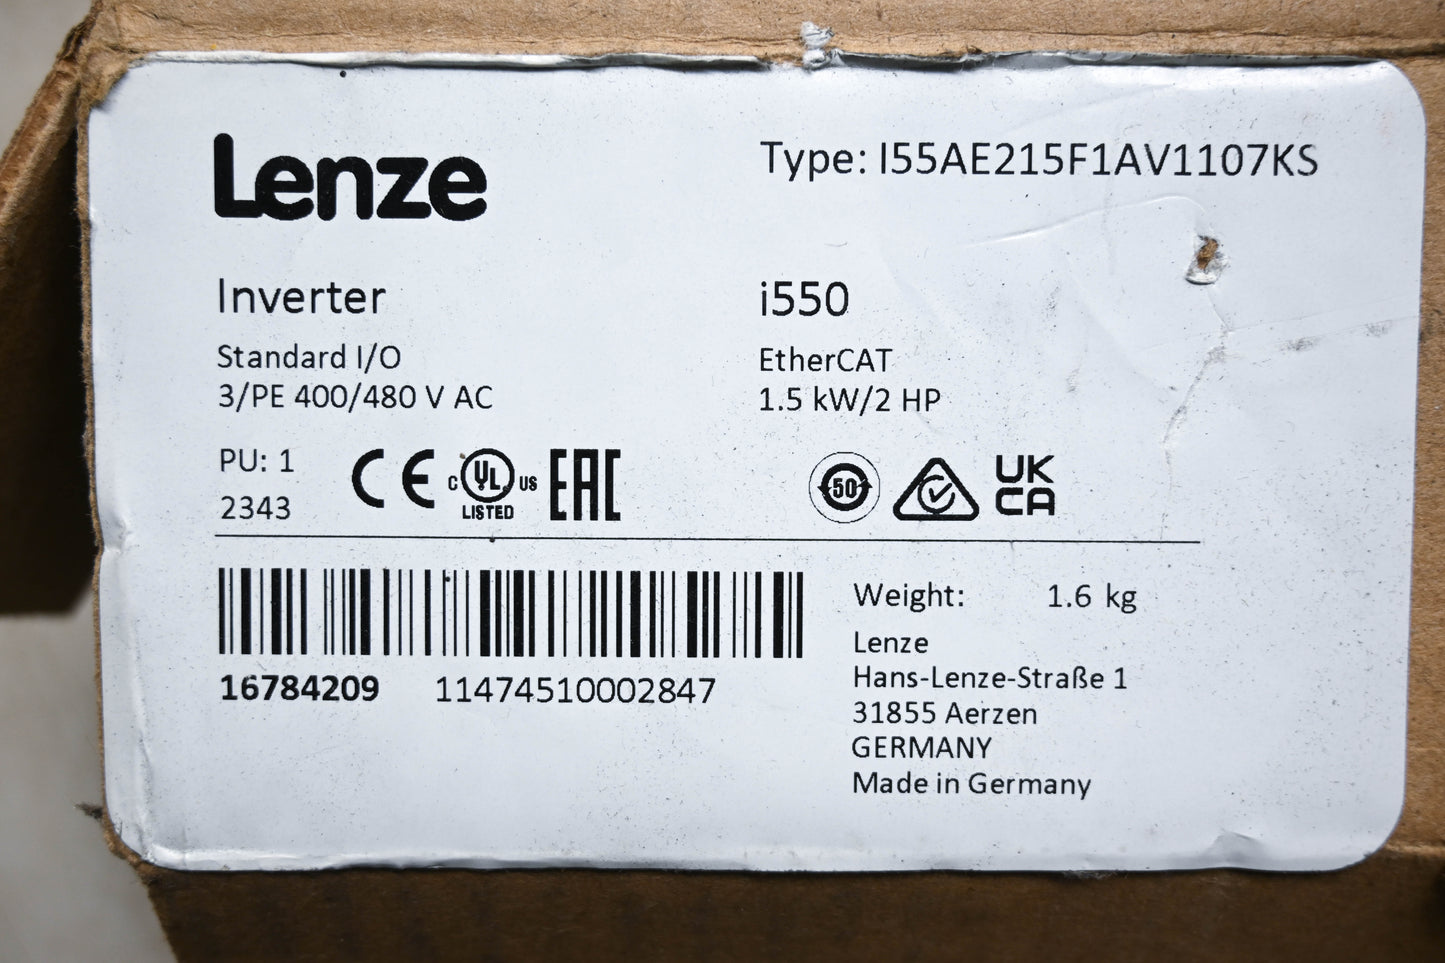 Lenze
Type: I55AE215F1AV1107KS
Inverter
i550
Standard I/O
EtherCAT
3/PE 400/480 V AC
1.5 kW/2 HP
PU: 1
2343
CE
C UL US
LISTED
EAC
50
UK
CA
16784209 11474510002847
Weight: 1.6 kg
Lenze
Hans-Lenze-Straße 1
31855 Aerzen
GERMANY
Made in Germany